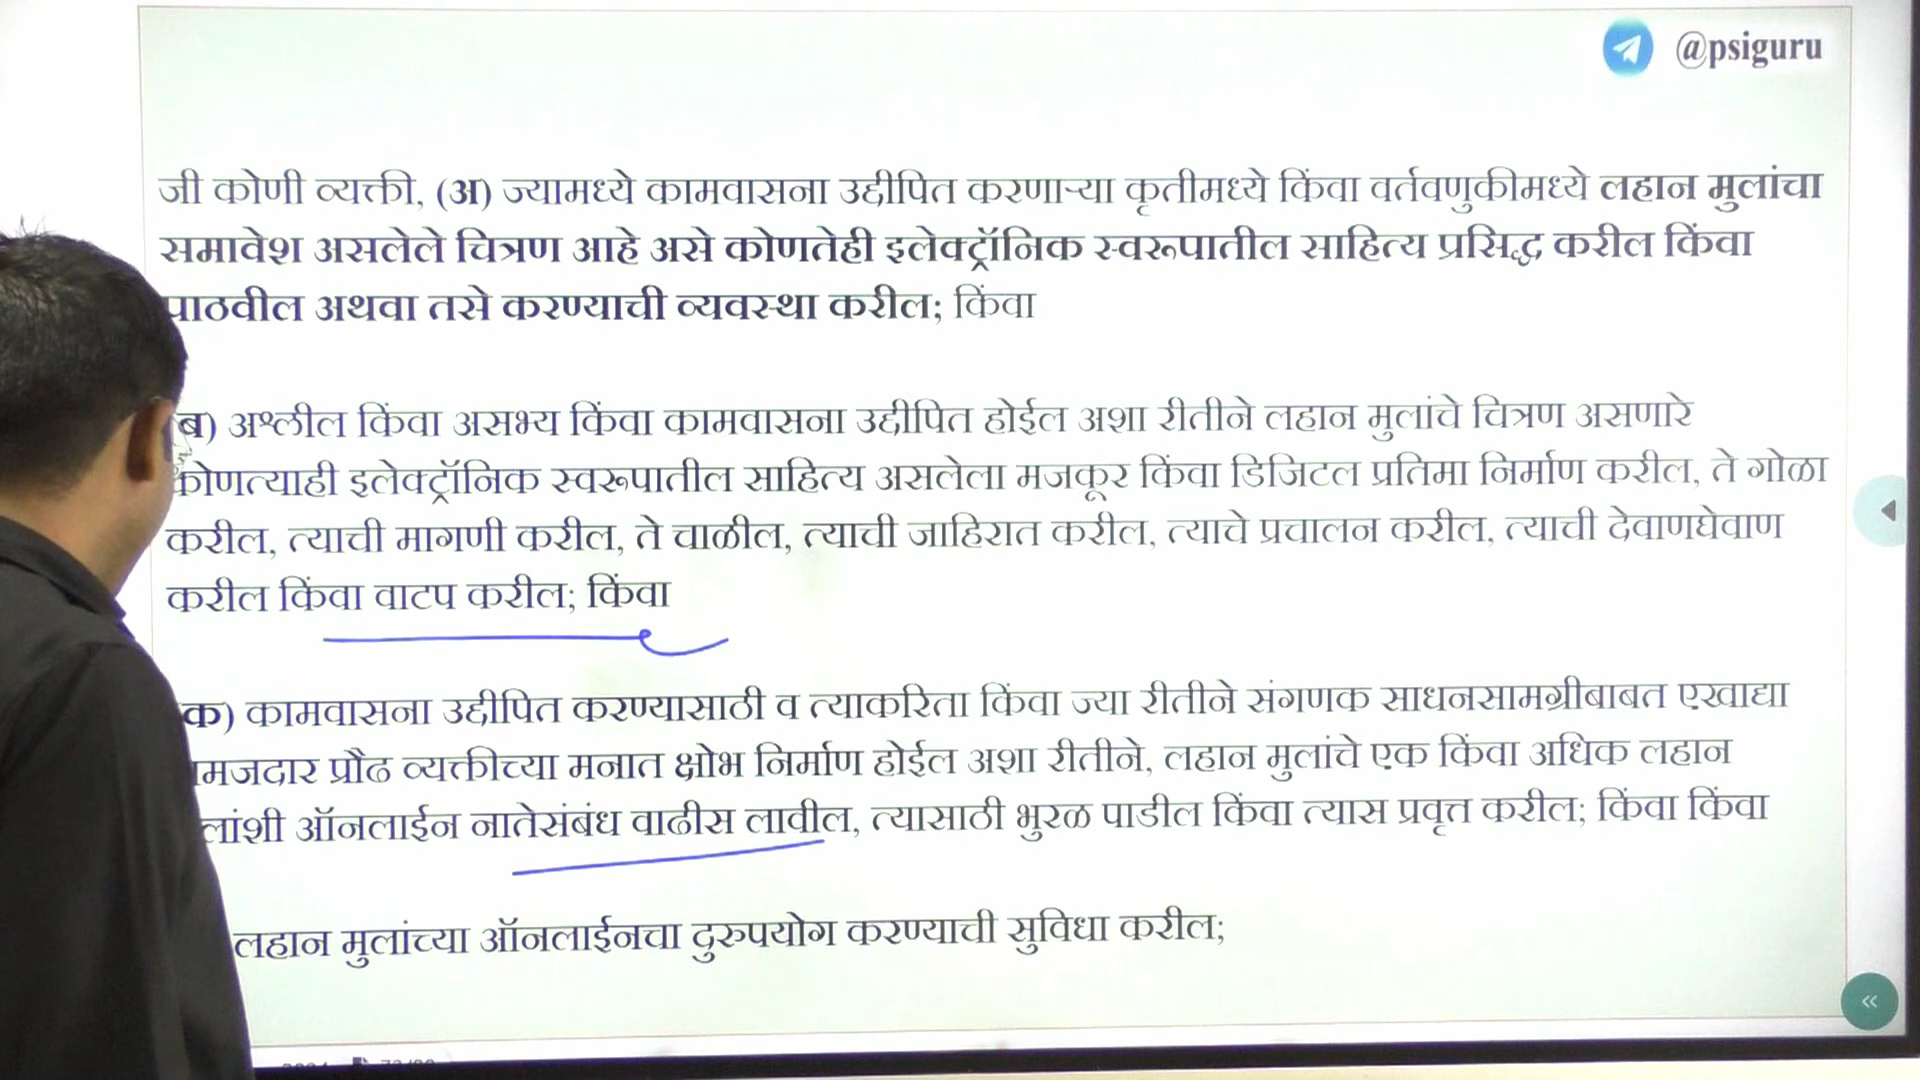 @psiguru
जी कोणी व्यक्ती, (अ) ज्यामध्ये कामवासना उद्दीपित करणाऱ्या कृतीमध्ये किंवा वर्तवणुकीमध्ये लहान मुलांचा
समावेश असलेले चित्रण आहे असे कोणतेही इलेक्ट्रॉनिक स्वरूपातील साहित्य प्रसिद्ध करील किंवा
पाठवील अथवा तसे करण्याची व्यवस्था करील; किंवा
ब) अश्लील किंवा असभ्य किंवा कामवासना उद्दीपित होईल अशा रीतीने लहान मुलांचे चित्रण असणारे
कोणत्याही इलेक्ट्रॉनिक स्वरूपातील साहित्य असलेला मजकूर किंवा डिजिटल प्रतिमा निर्माण करील, ते गोळा
करील, त्याची मागणी करील, ते चाळील, त्याची जाहिरात करील, त्याचे प्रचालन करील, त्याची देवाणघेवाण
करील किंवा वाटप करील; किंवा
क) कामवासना उद्दीपित करण्यासाठी व त्याकरिता किंवा ज्या रीतीने संगणक साधनसामग्रीबाबत एखाद्या
मजदार प्रौढ व्यक्तीच्या मनात क्षोभ निर्माण होईल अशा रीतीने, लहान मुलांचे एक किंवा अधिक लहान
लांशी ऑनलाईन नातेसंबंध वाढीस लावील, त्यासाठी भुरळ पाडील किंवा त्यास प्रवृत्त करील; किंवा किंवा
लहान मुलांच्या ऑनलाईनचा दुरुपयोग करण्याची सुविधा करील;